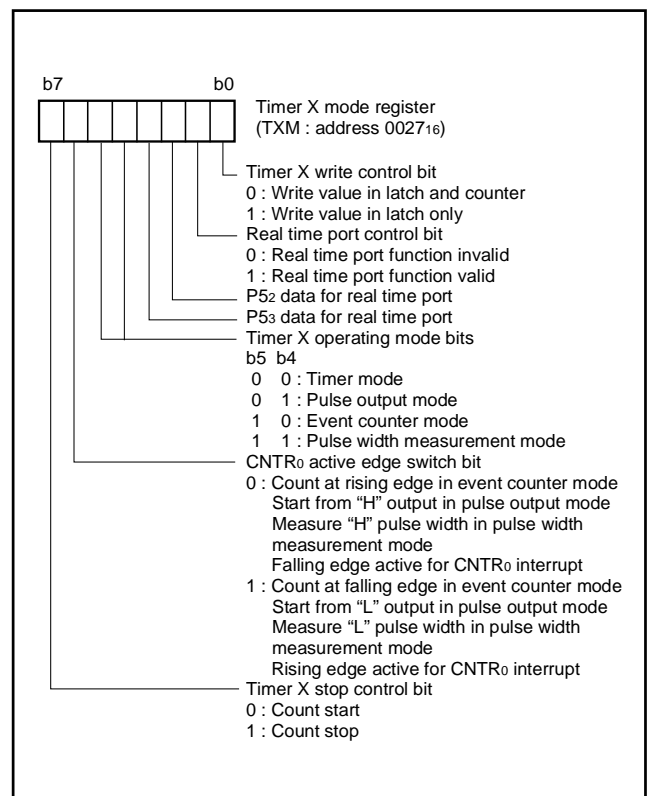 b7 b0
Timer X mode register
(TXM : address 002716)
Timer X write control bit
0 : Write value in latch and counter
1 : Write value in latch only
Real time port control bit
0 : Real time port function invalid
1 : Real time port function valid
P52 data for real time port
P53 data for real time port
Timer X operating mode bits
b5 b4
0 0 : Timer mode
0 1 : Pulse output mode
1 0 : Event counter mode
1 1 : Pulse width measurement mode
CNTR0 active edge switch bit
0 : Count at rising edge in event counter mode
Start from “H” output in pulse output mode
Measure “H” pulse width in pulse width
measurement mode
Falling edge active for CNTR0 interrupt
1 : Count at falling edge in event counter mode
Start from “L” output in pulse output mode
Measure “L” pulse width in pulse width
measurement mode
Rising edge active for CNTR0 interrupt
Timer X stop control bit
0 : Count start
1 : Count stop